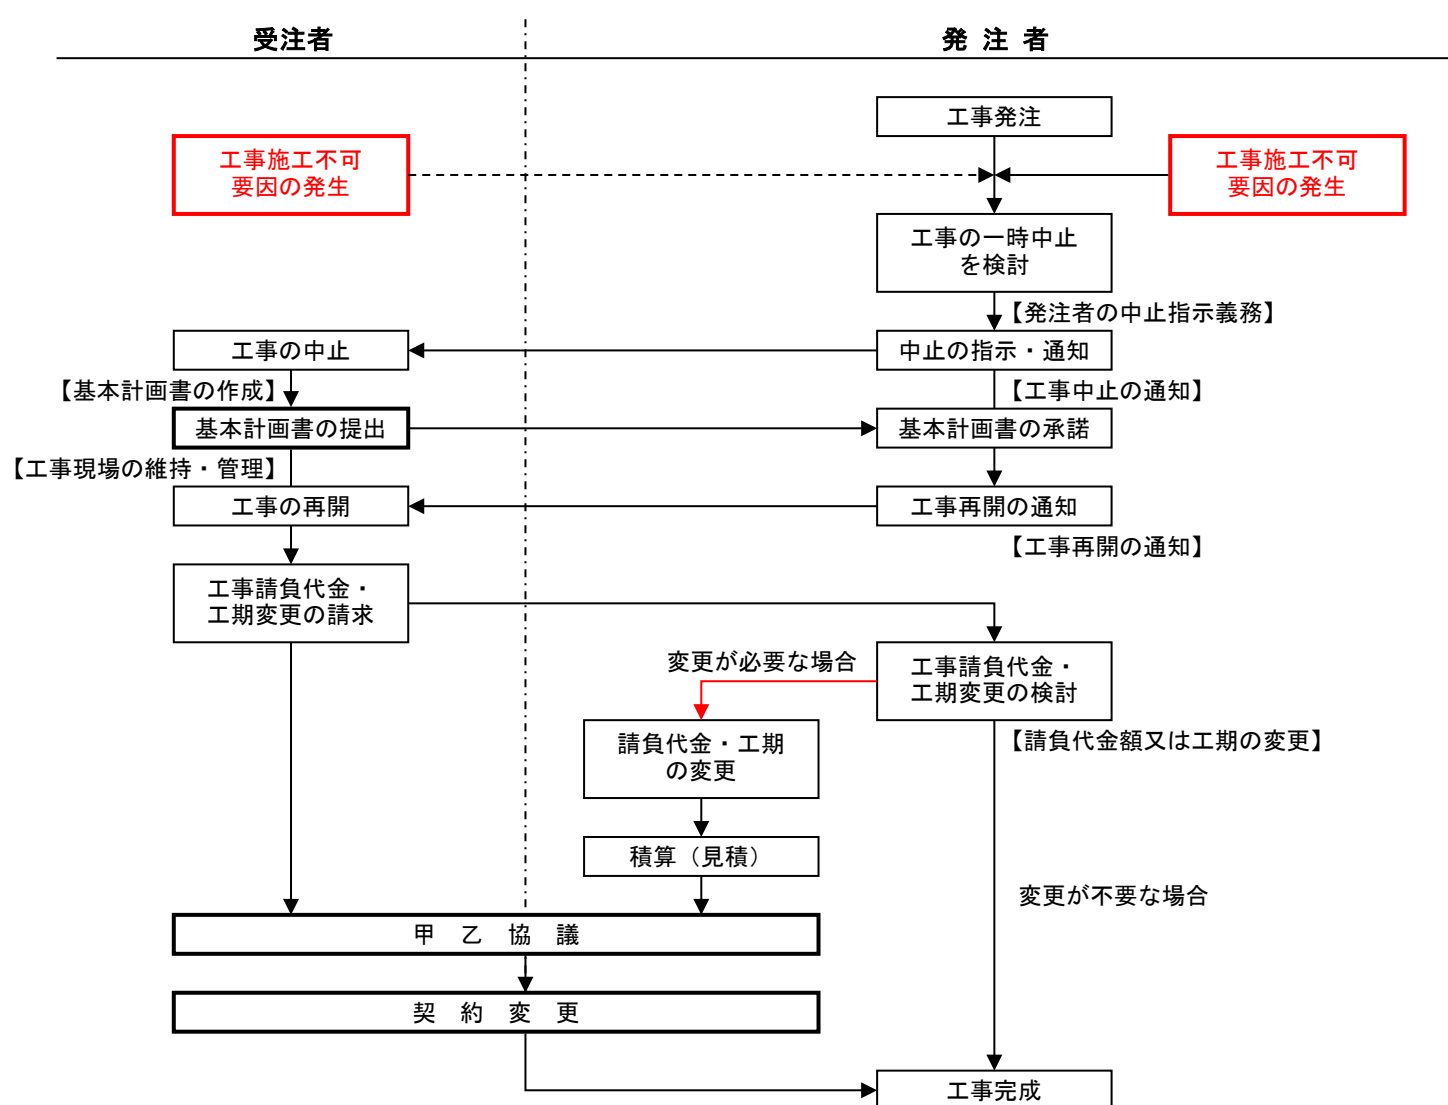 受注者
発 注 者
工事発注
工事施工不可
要因の発生
工事施工不可
要因の発生
工事の一時中止
を検討
【発注者の中止指示義務】
工事の中止
中止の指示・通知
【基本計画書の作成】
【工事中止の通知】
基本計画書の提出
基本計画書の承諾
【工事現場の維持・管理】
工事の再開
工事再開の通知
【工事再開の通知】
工事請負代金・
工期変更の請求
変更が必要な場合
工事請負代金・
工期変更の検討
請負代金・工期
の変更
【請負代金額又は工期の変更】
積算（見積）
変更が不要な場合
甲 乙 協 議
契 約 変 更
工事完成